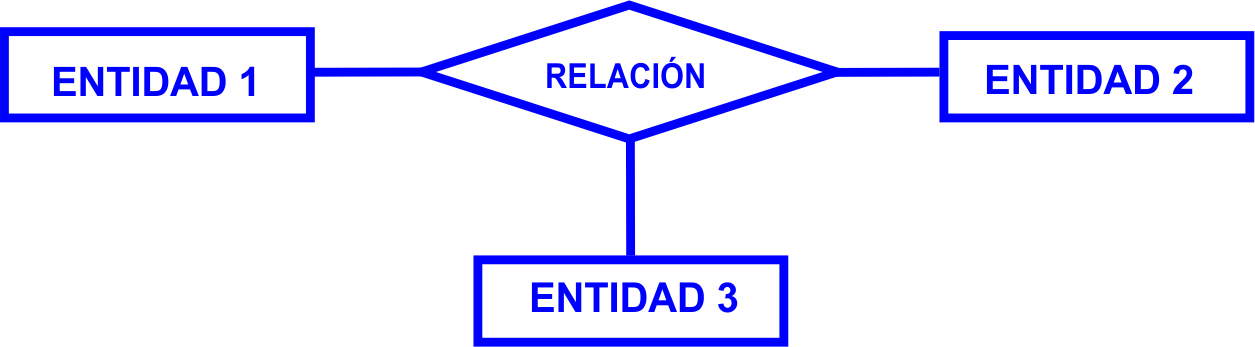 ENTIDAD 1
RELACIÓN
ENTIDAD 2
ENTIDAD 3